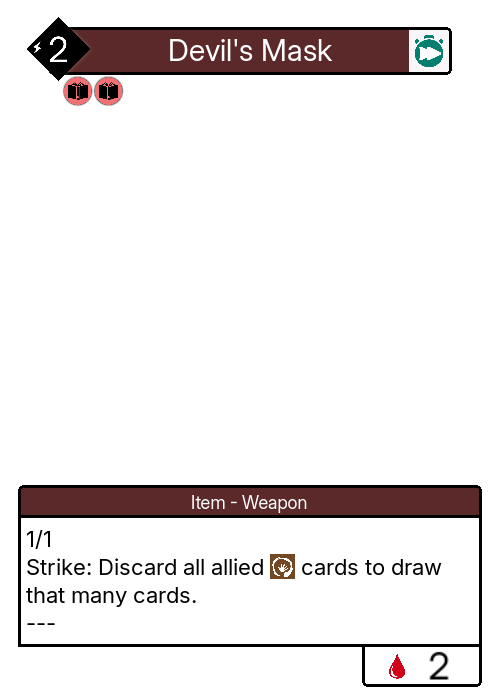 2
Devil's Mask
Item - Weapon
1/1
Strike: Discard all allied cards to draw
that many cards.
---
2